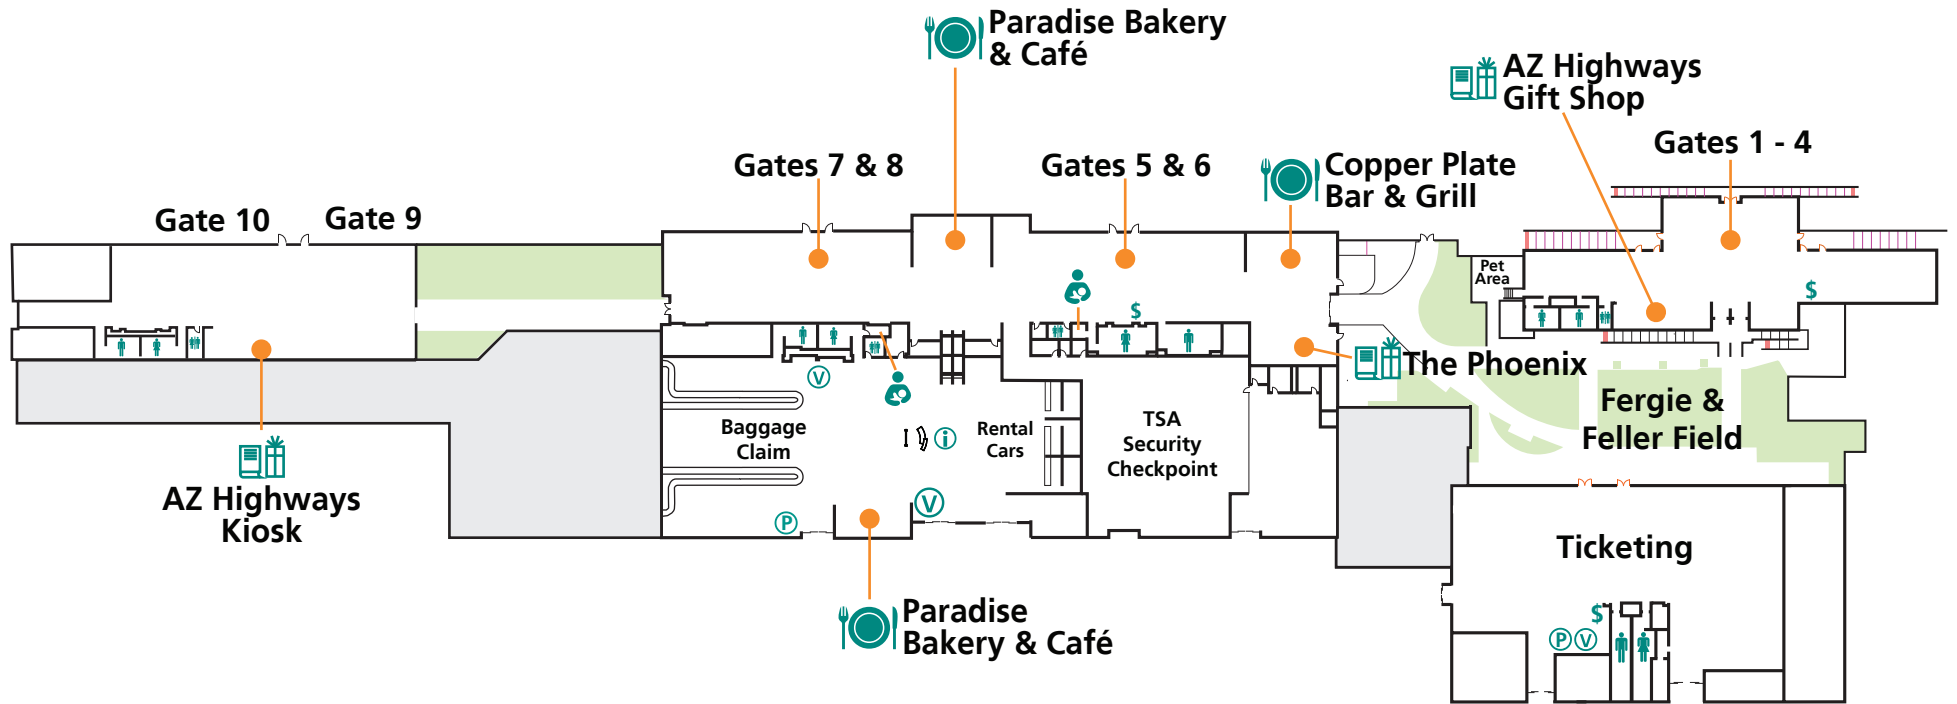 Paradise Bakery
& Café
AZ Highways
Gift Shop
Gates 1 - 4
Gates 7 & 8
Gates 5 & 6
Copper Plate
Bar & Grill
Gate 10
Gate 9
Pet
Area
$
$
The Phoenix
V
Fergie &
Feller Field
Baggage
Claim
i
Rental
Cars
TSA
Security
Checkpoint
AZ Highways
Kiosk
V
P
Ticketing
Paradise
Bakery & Café
$
P
V